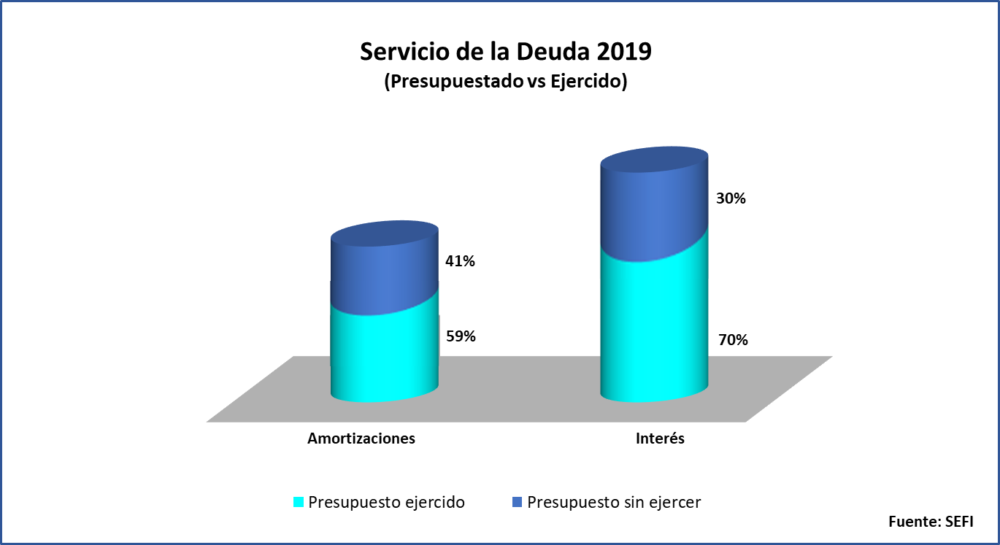 Servicio de la Deuda 2019
(Presupuestado vs Ejercido)
30%
41%
59%
70%
Amortizaciones
Interés
Presupuesto ejercido
Presupuesto sin ejercer
Fuente: SEFI